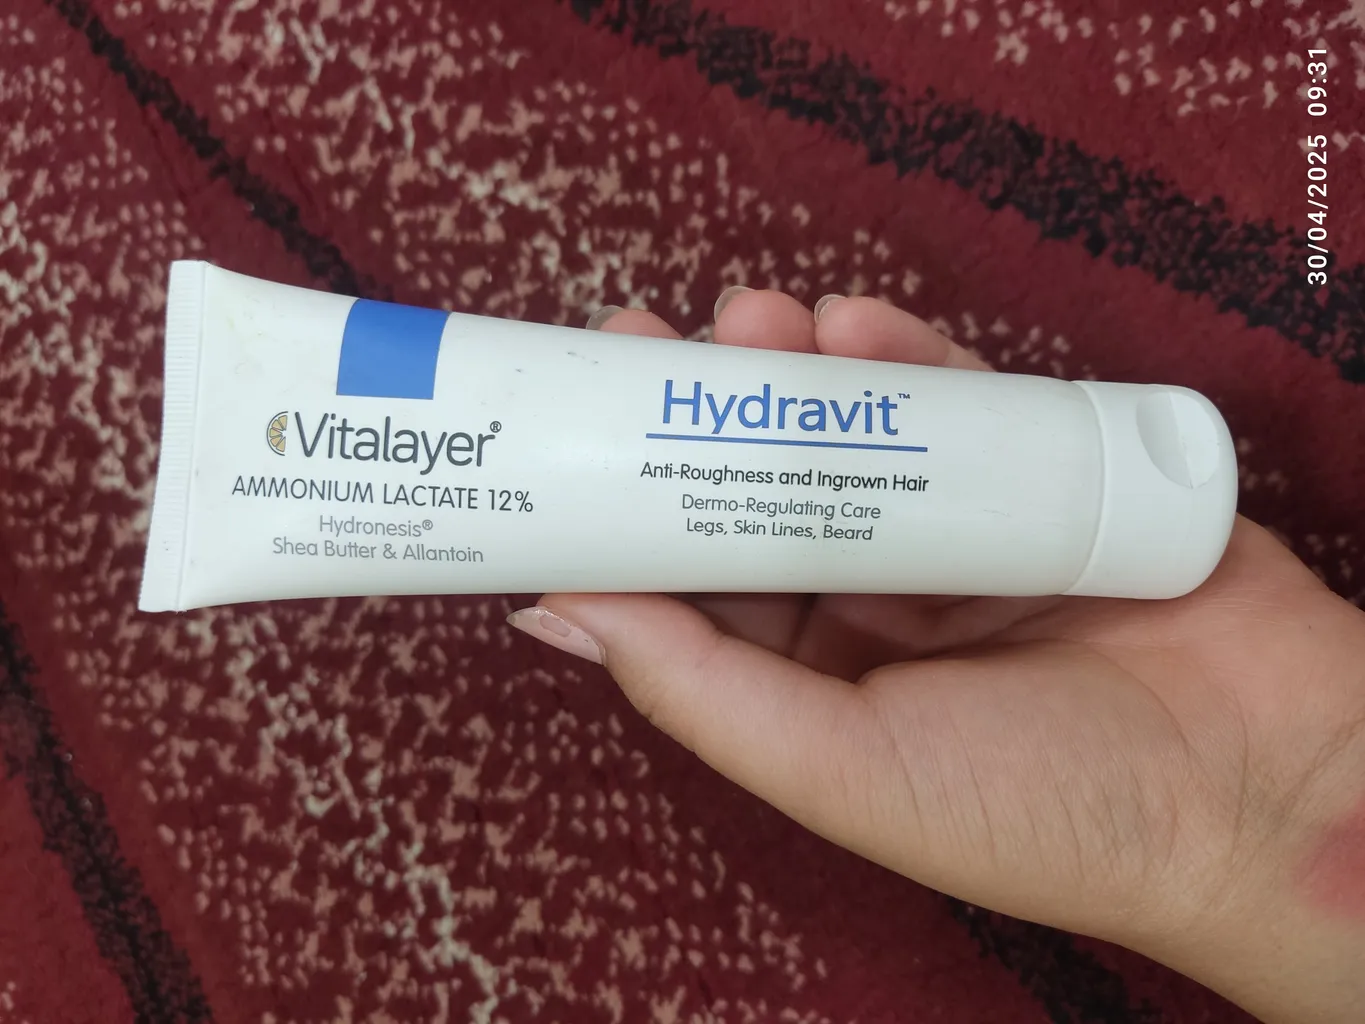 Vitalayer®
AMMONIUM LACTATE 12%
Hydronesis®
Shea Butter & Allantoin
Hydravit™
Anti-Roughness and Ingrown Hair
Dermo-Regulating Care
Legs, Skin Lines, Beard
30/04/2025 09:31